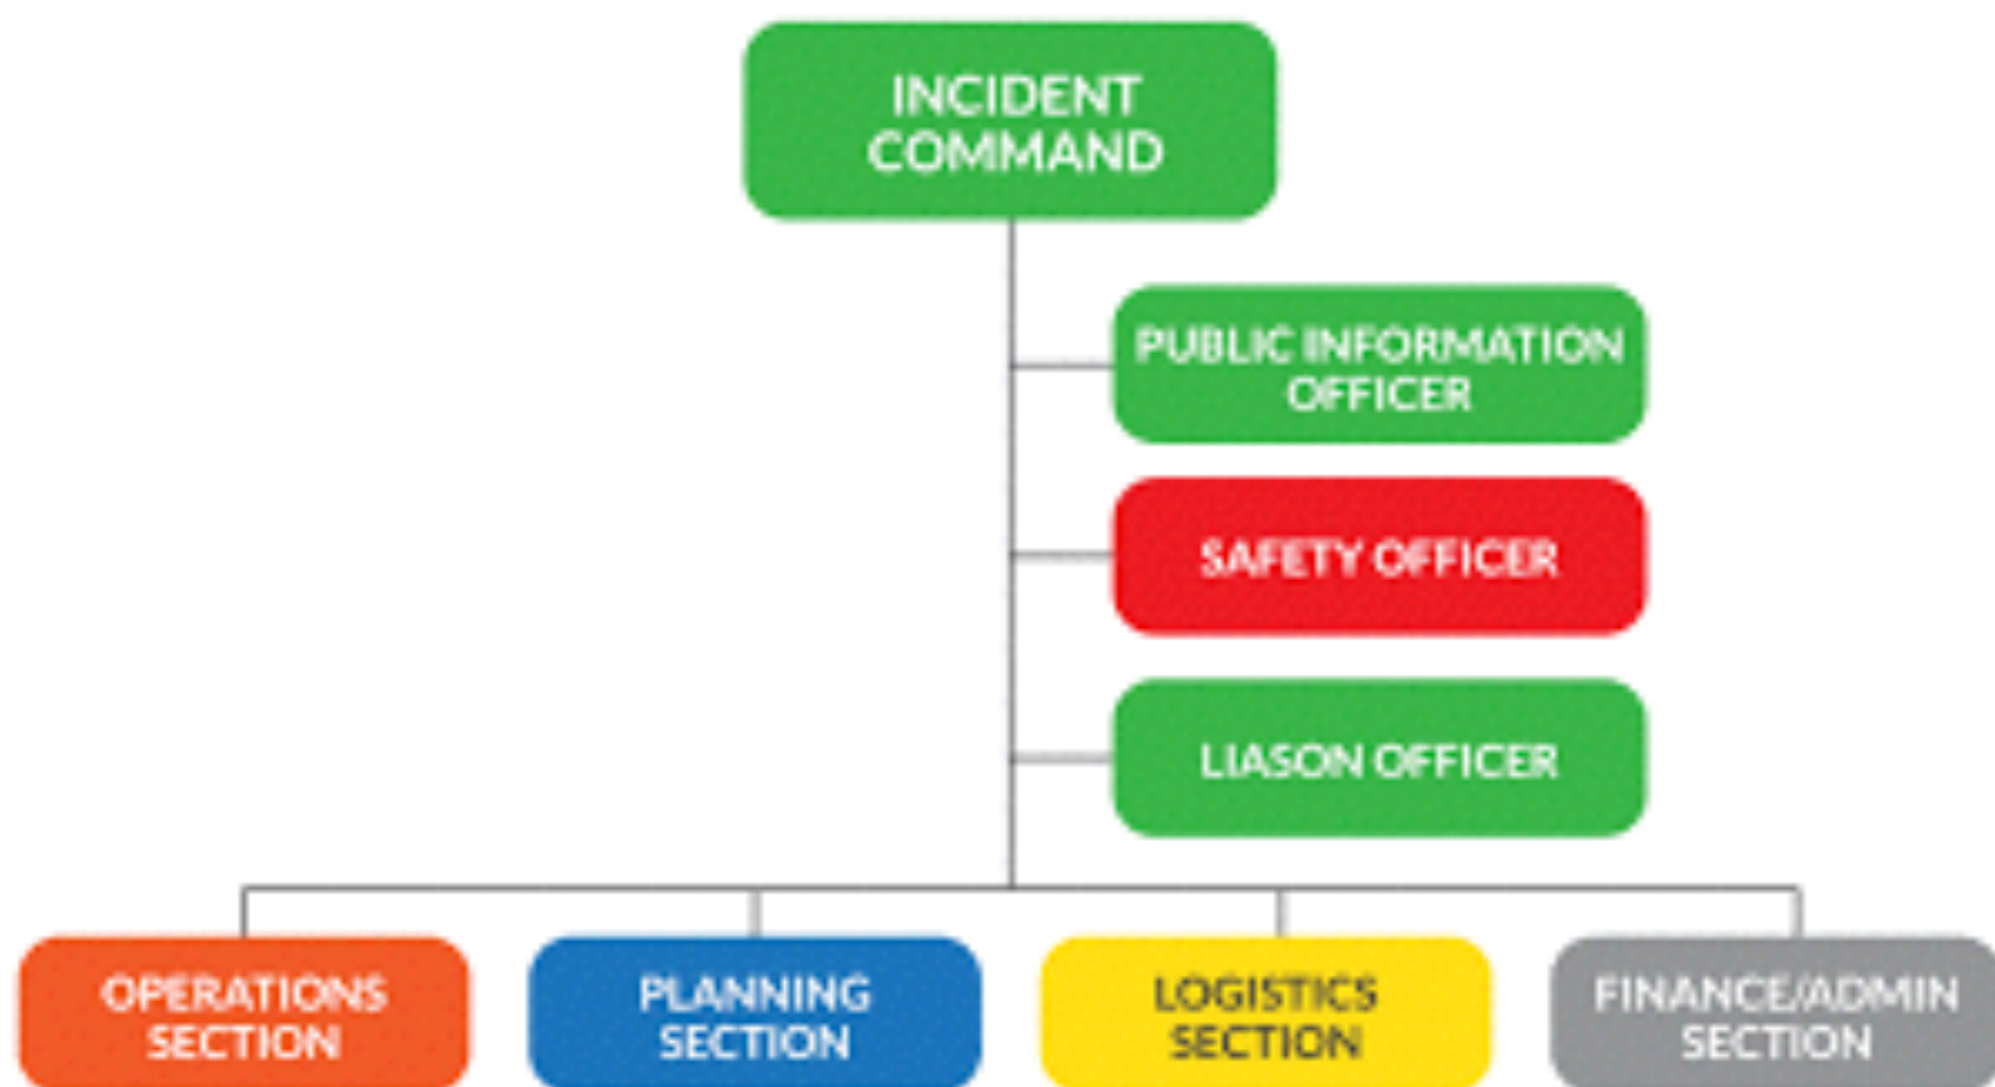 INCIDENT
COMMAND
PUBLIC INFORMATION
OFFICER
SAFETY OFFICER
LIASON OFFICER
OPERATIONS
SECTION
PLANNING
SECTION
LOGISTICS
SECTION
FINANCE/ADMIN
SECTION